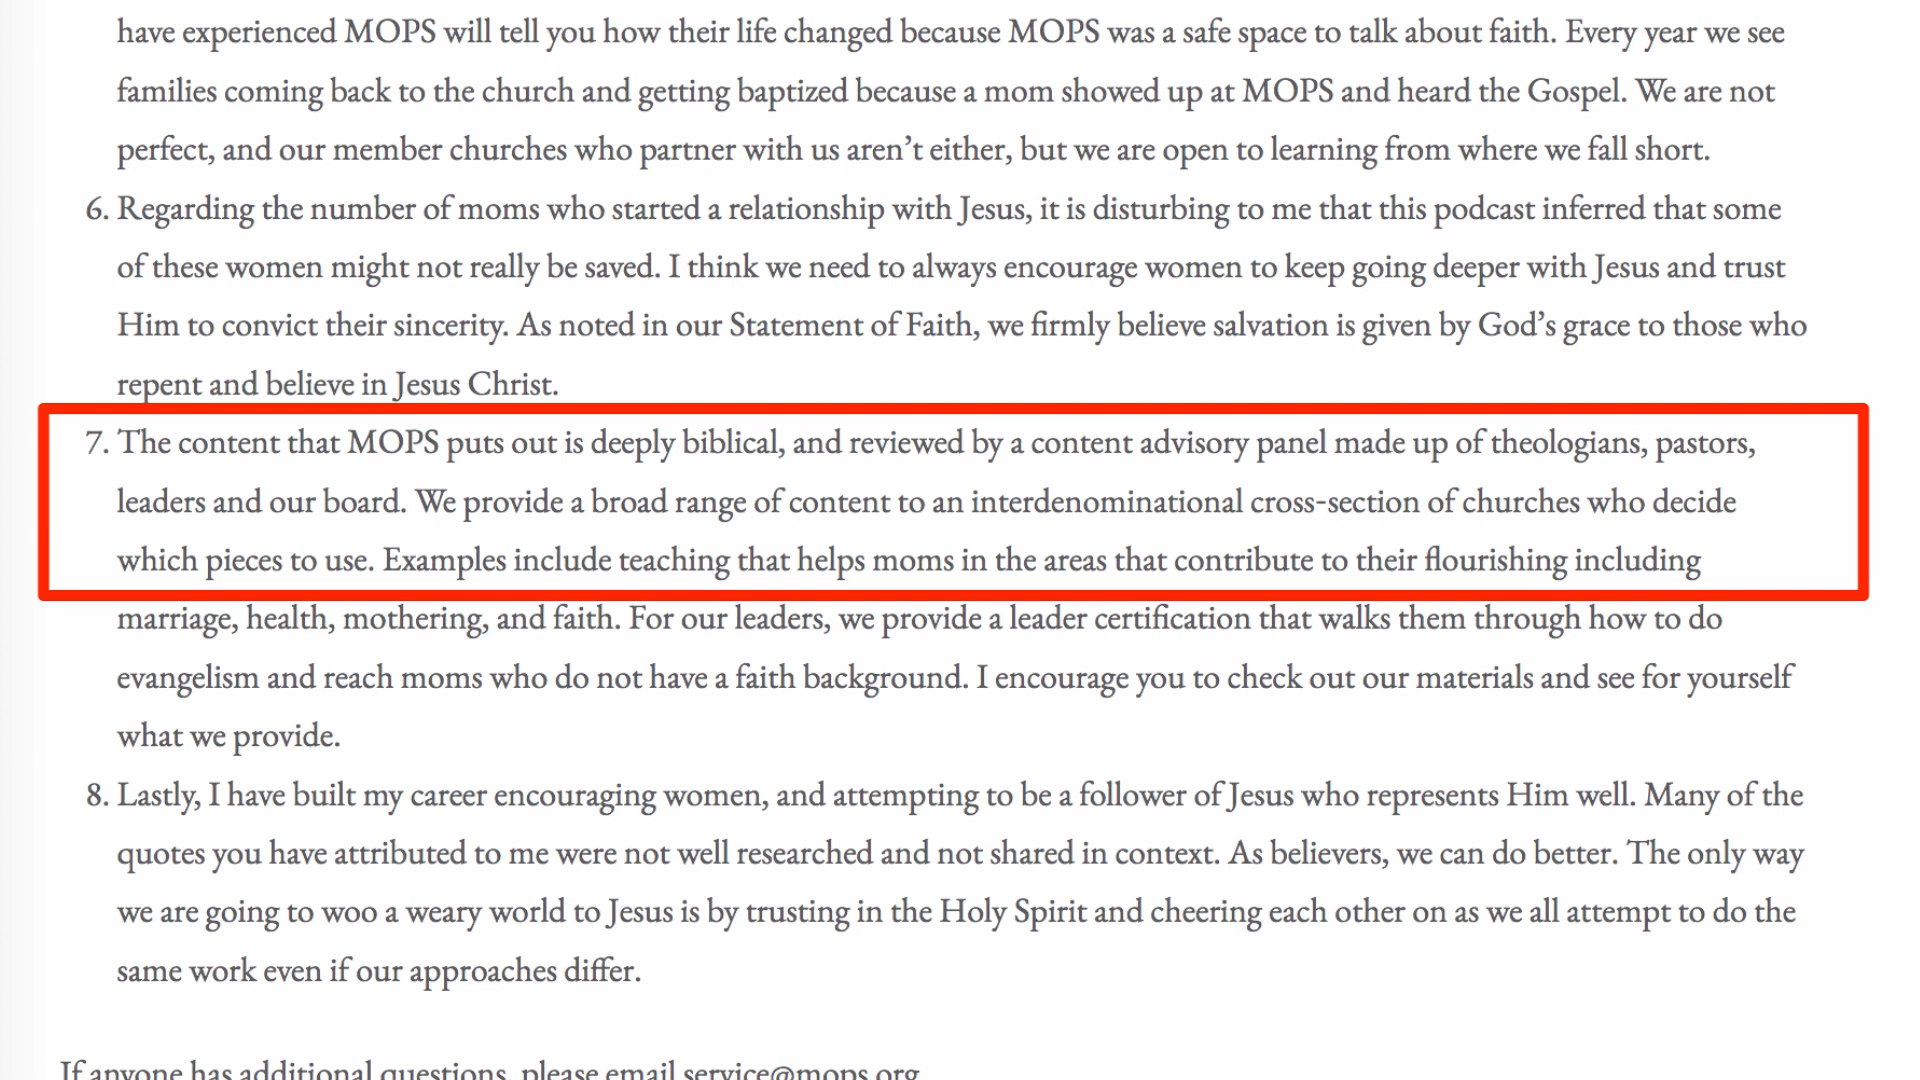 have experienced MOPS will tell you how their life changed because MOPS was a safe space to talk about faith. Every year we see
families coming back to the church and getting baptized because a mom showed up at MOPS and heard the Gospel. We are not
perfect, and our member churches who partner with us aren’t either, but we are open to learning from where we fall short.
6. Regarding the number of moms who started a relationship with Jesus, it is disturbing to me that this podcast inferred that some
of these women might not really be saved. I think we need to always encourage women to keep going deeper with Jesus and trust
Him to convict their sincerity. As noted in our Statement of Faith, we firmly believe salvation is given by God’s grace to those who
repent and believe in Jesus Christ.
7. The content that MOPS puts out is deeply biblical, and reviewed by a content advisory panel made up of theologians, pastors,
leaders and our board. We provide a broad range of content to an interdenominational cross-section of churches who decide
which pieces to use. Examples include teaching that helps moms in the areas that contribute to their flourishing including
marriage, health, mothering, and faith. For our leaders, we provide a leader certification that walks them through how to do
evangelism and reach moms who do not have a faith background. I encourage you to check out our materials and see for yourself
what we provide.
8. Lastly, I have built my career encouraging women, and attempting to be a follower of Jesus who represents Him well. Many of the
quotes you have attributed to me were not well researched and not shared in context. As believers, we can do better. The only way
we are going to woo a weary world to Jesus is by trusting in the Holy Spirit and cheering each other on as we all attempt to do the
same work even if our approaches differ.
If anyone has additional questions, please email service@mops.org